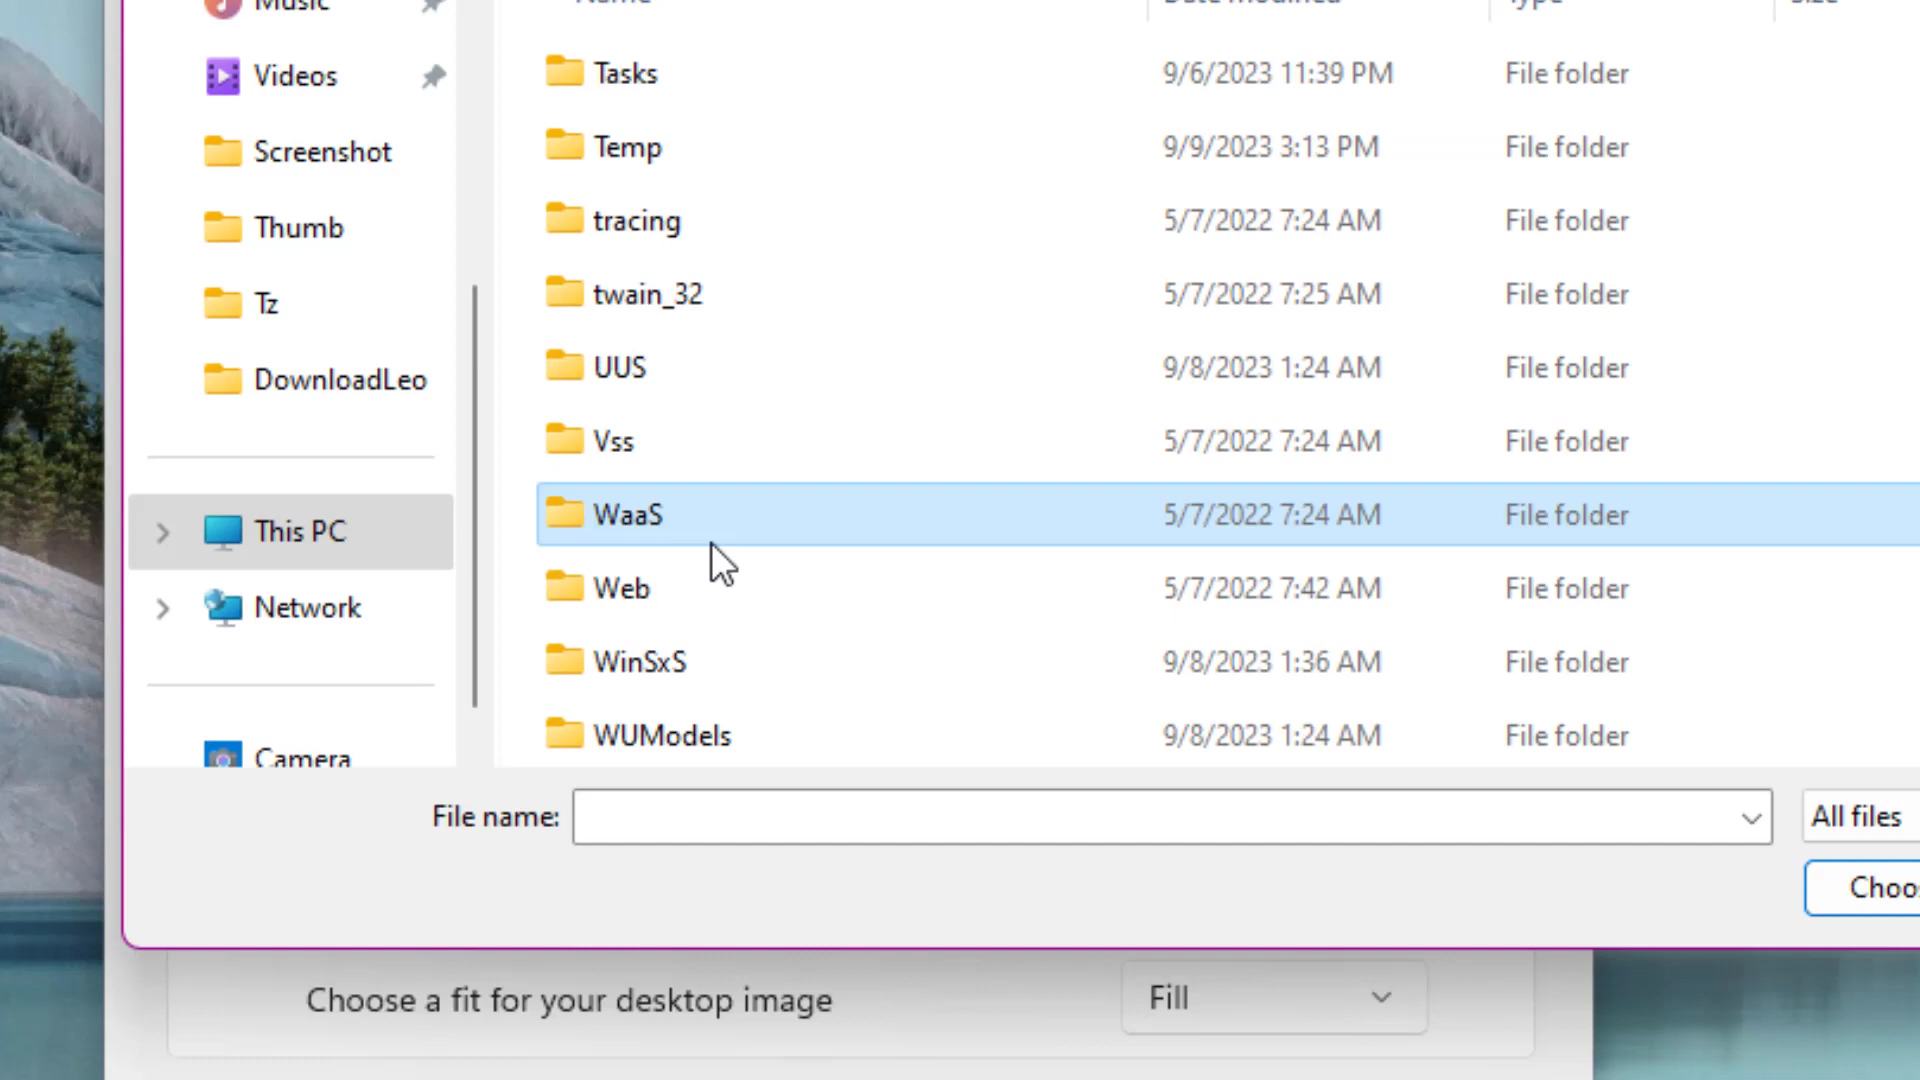 Music
Name Date modified Type Size
Videos
Tasks 9/6/2023 11:39 PM File folder
Screenshot
Temp 9/9/2023 3:13 PM File folder
Thumb
tracing 5/7/2022 7:24 AM File folder
Tz
twain_32 5/7/2022 7:25 AM File folder
DownloadLeo
UUS 9/8/2023 1:24 AM File folder
Vss 5/7/2022 7:24 AM File folder
This PC
WaaS 5/7/2022 7:24 AM File folder
Network
Web 5/7/2022 7:42 AM File folder
WinSxS 9/8/2023 1:36 AM File folder
Camera
WUModels 9/8/2023 1:24 AM File folder
File name: All files
Choo
Choose a fit for your desktop image Fill